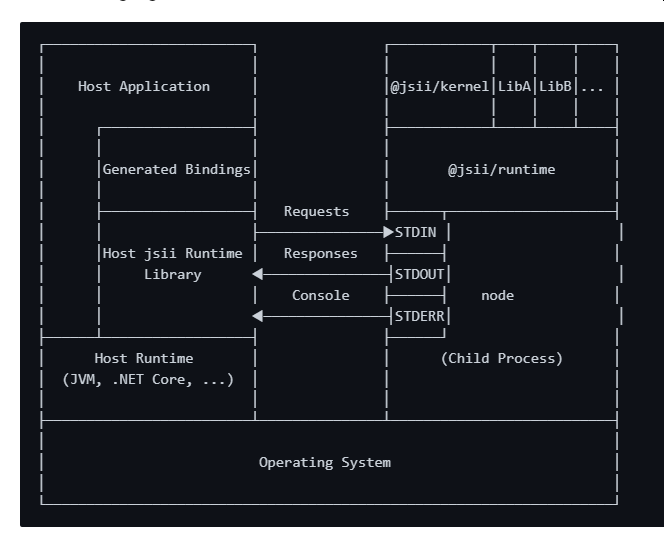 Host Application
@jsii/kernel LibA LibB ...
Generated Bindings
@jsii/runtime
Requests
STDIN
Host jsii Runtime
Library
Responses
STDOUT
Console
node
STDERR
Host Runtime
(JVM, .NET Core, ...)
(Child Process)
Operating System